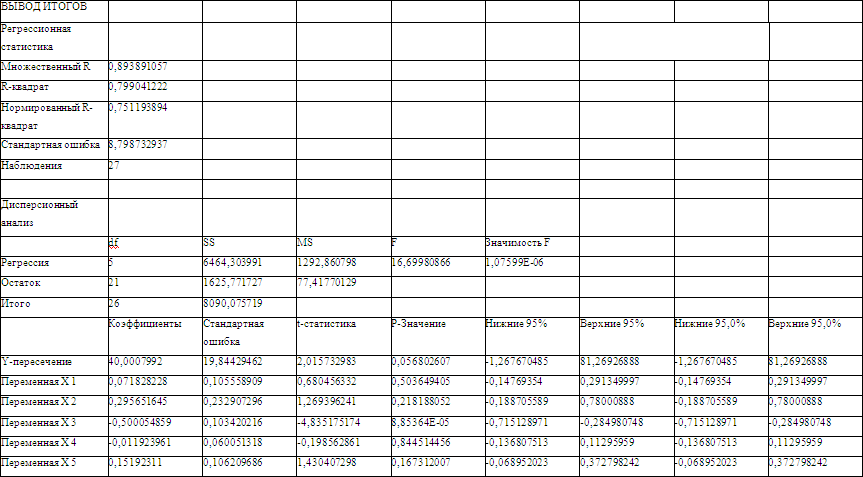 ВЫВОД ИТОГОВ
Регрессионная
статистика
Множественный R 0,893891057
R-квадрат 0,799041222
Нормированный R-
квадрат 0,751193894
Стандартная ошибка 8,798732937
Наблюдения 27
Дисперсионный
анализ
df SS MS F Значимость F
Регрессия 5 6464,303991 1292,860798 16,69980866 1,07599E-06
Остаток 21 1625,771727 77,41770129
Итого 26 8090,075719
Коэффициенты Стандартная ошибка t-статистика P-Значение Нижние 95% Верхние 95% Нижние 95,0% Верхние 95,0%
Y-пересечение 40,0007992 19,84429462 2,015732983 0,056802607 -1,267670485 81,26926888 -1,267670485 81,26926888
Переменная X 1 0,071828228 0,105558909 0,680456332 0,503649405 -0,14769354 0,291349997 -0,14769354 0,291349997
Переменная X 2 0,295651645 0,232907296 1,269396241 0,218188052 -0,188705589 0,78000888 -0,188705589 0,78000888
Переменная X 3 -0,500054859 0,103420216 -4,835175174 8,85364E-05 -0,715128971 -0,284980748 -0,715128971 -0,284980748
Переменная X 4 -0,011923961 0,060051318 -0,198562861 0,844514456 -0,136807513 0,11295959 -0,136807513 0,11295959
Переменная X 5 0,15192311 0,106209686 1,430407298 0,167312007 -0,068952023 0,372798242 -0,068952023 0,372798242